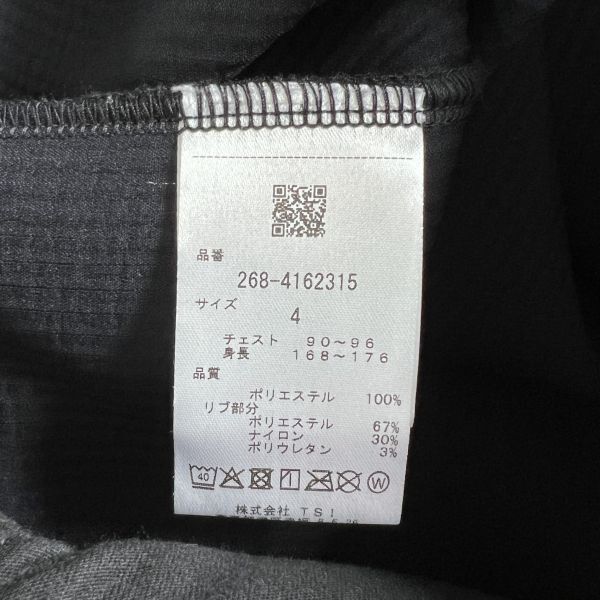 品番
268-4162315
サイズ
4
チェスト 90～96
身長 168～176
品質
ポリエステル 100%
リブ部分
ポリエステル 67%
ナイロン 30%
ポリウレタン 3%
40 W
株式会社 TSI